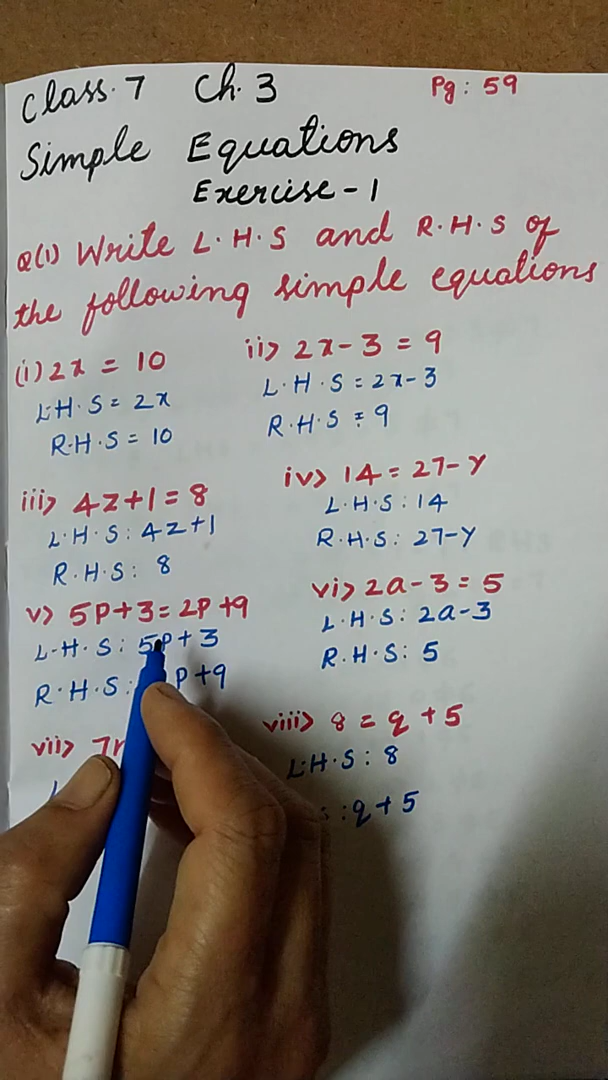 Class. 7 Ch. 3 Pg: 59
Simple Equations
Exercise-1
Q(1) Write L.H.S and R.H.S of
the following simple equations
(i) 2x = 10
L.H.S = 2x
R.H.S = 10
ii> 2x-3 = 9
L.H.S = 2x-3
R.H.S = 9
iii> 4z+1 = 8
L.H.S: 4z+1
R.H.S: 8
iv> 14 = 27-y
L.H.S: 14
R.H.S: 27-y
v> 5p+3 = 2p+9
L.H.S: 5p+3
R.H.S: p+9
vi> 2a-3 = 5
L.H.S: 2a-3
R.H.S: 5
vii> 7
viii> 8 = q+5
L.H.S: 8
: q+5